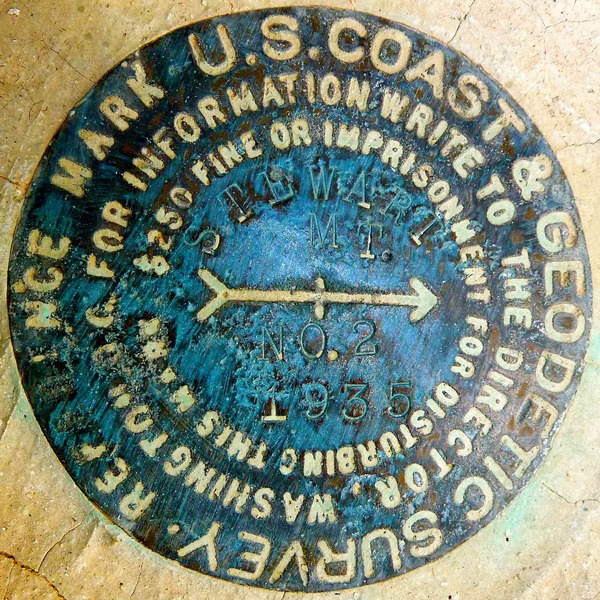 U.S. COAST & GEODETIC SURVEY. REFERENCE MARK
FOR INFORMATION WRITE TO THE DIRECTOR, WASHINGTON, D.C.
$250 FINE OR IMPRISONMENT FOR DISTURBING THIS MARK.
STEWART
MT.
NO. 2
1935